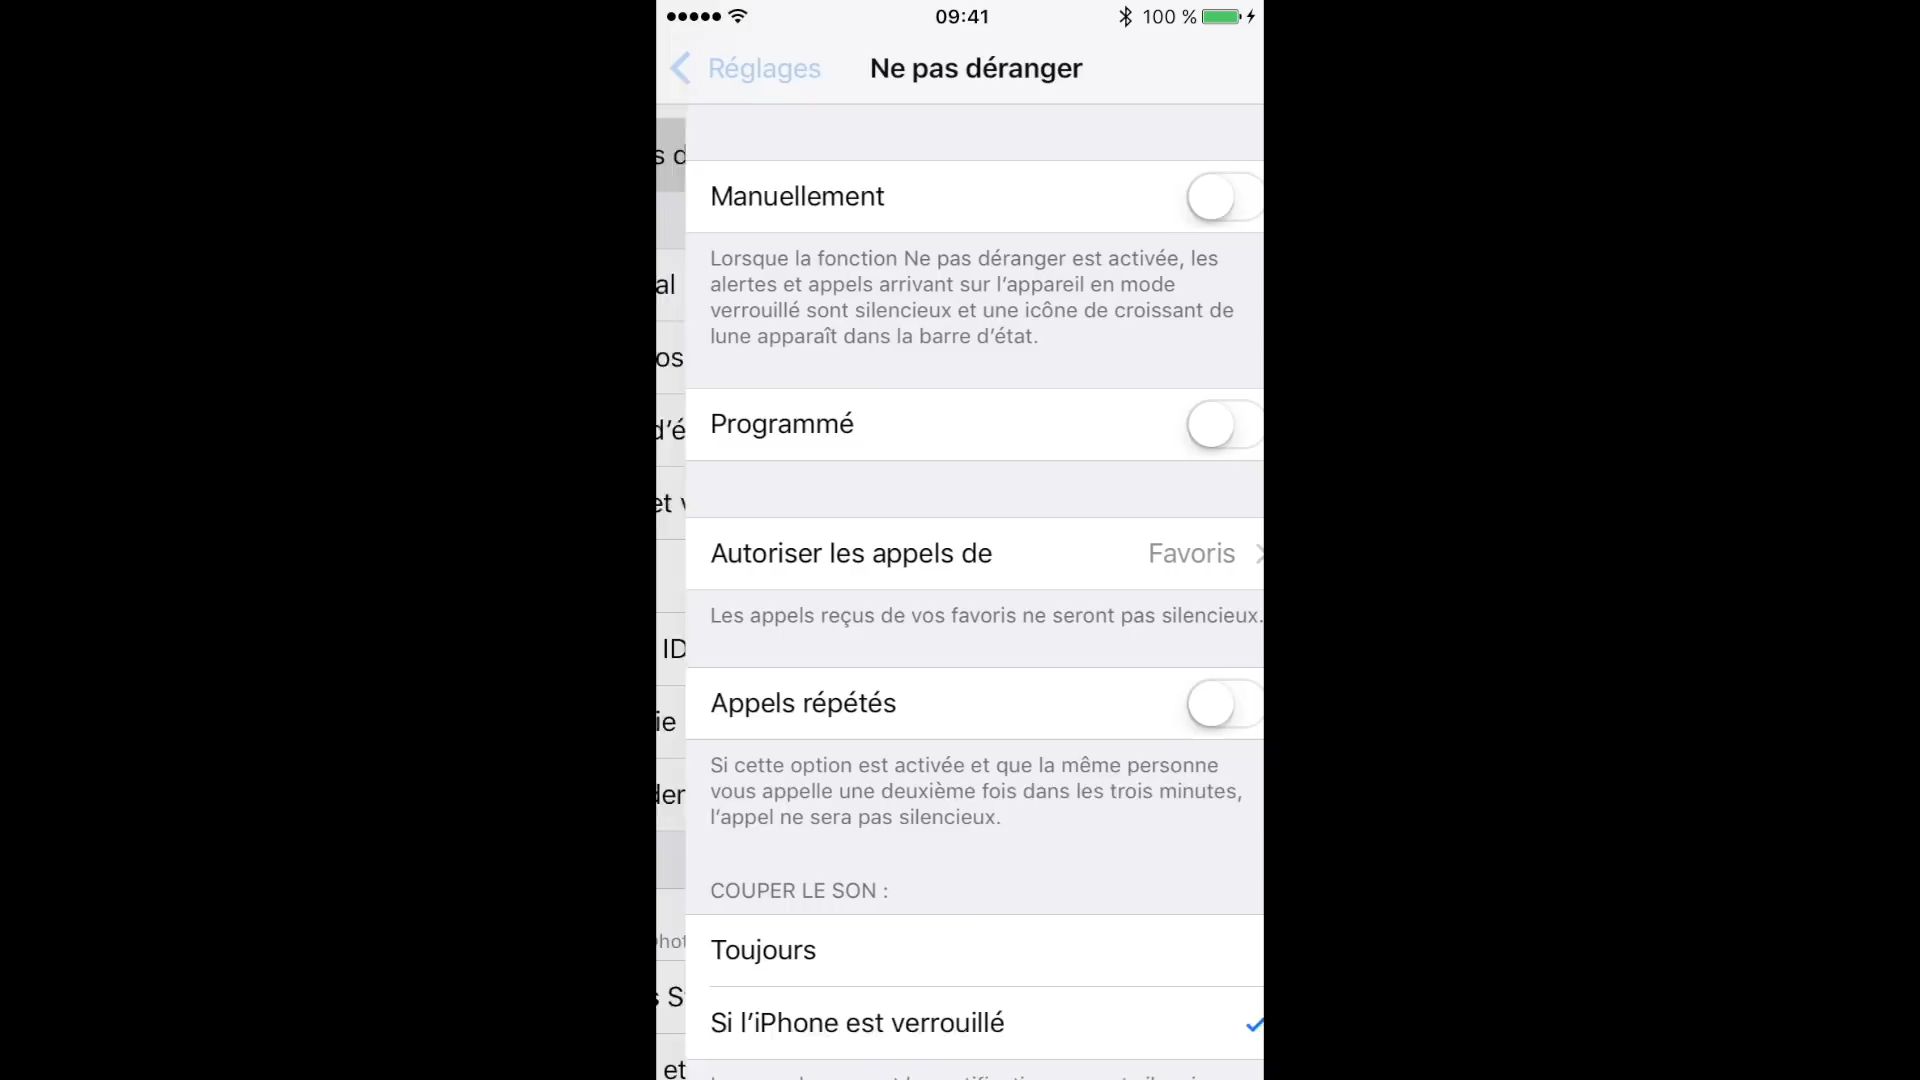 09:41
100 %
Réglages
Ne pas déranger
Manuellement
Lorsque la fonction Ne pas déranger est activée, les
alertes et appels arrivant sur l’appareil en mode
verrouillé sont silencieux et une icône de croissant de
lune apparaît dans la barre d’état.
Programmé
Autoriser les appels de
Favoris
Les appels reçus de vos favoris ne seront pas silencieux.
Appels répétés
Si cette option est activée et que la même personne
vous appelle une deuxième fois dans les trois minutes,
l’appel ne sera pas silencieux.
COUPER LE SON :
Toujours
Si l’iPhone est verrouillé
ID
et